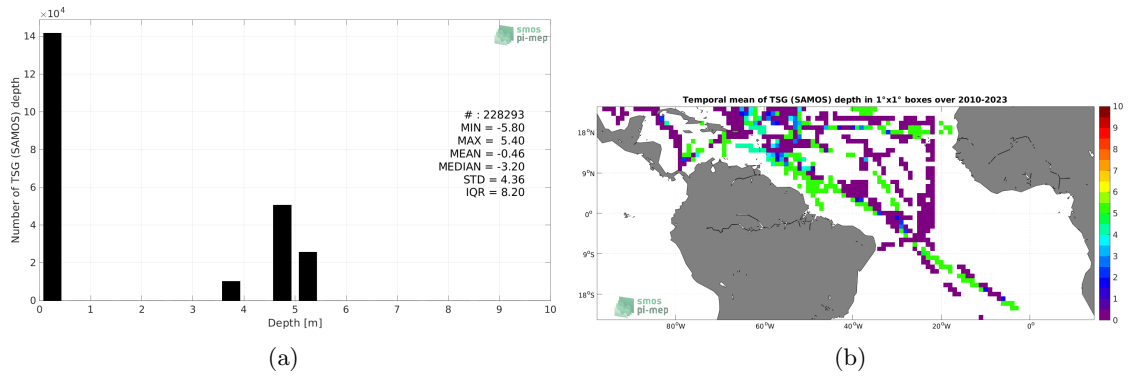 ×10⁴
smos
pi-mep
14
12
10
8
6
4
2
0
Number of TSG (SAMOS) depth
# : 228293
MIN = -5.80
MAX = 5.40
MEAN = -0.46
MEDIAN = -3.20
STD = 4.36
IQR = 8.20
0 1 2 3 4 5 6 7 8 9 10
Depth [m]
(a)
Temporal mean of TSG (SAMOS) depth in 1°x1° boxes over 2010-2023
18°N
9°N
0°
9°S
18°S
80°W 60°W 40°W 20°W 0°
smos
pi-mep
10
9
8
7
6
5
4
3
2
1
0
(b)